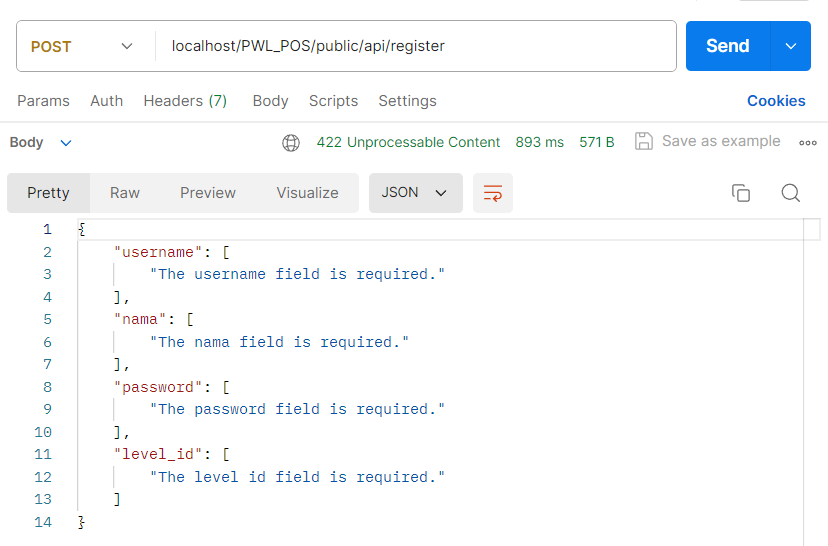 POST localhost/PWL_POS/public/api/register Send
Params Auth Headers (7) Body Scripts Settings Cookies
Body 422 Unprocessable Content 893 ms 571 B Save as example
Pretty Raw Preview Visualize JSON
1 {
2 "username": [
3 "The username field is required."
4 ],
5 "nama": [
6 "The nama field is required."
7 ],
8 "password": [
9 "The password field is required."
10 ],
11 "level_id": [
12 "The level id field is required."
13 ]
14 }